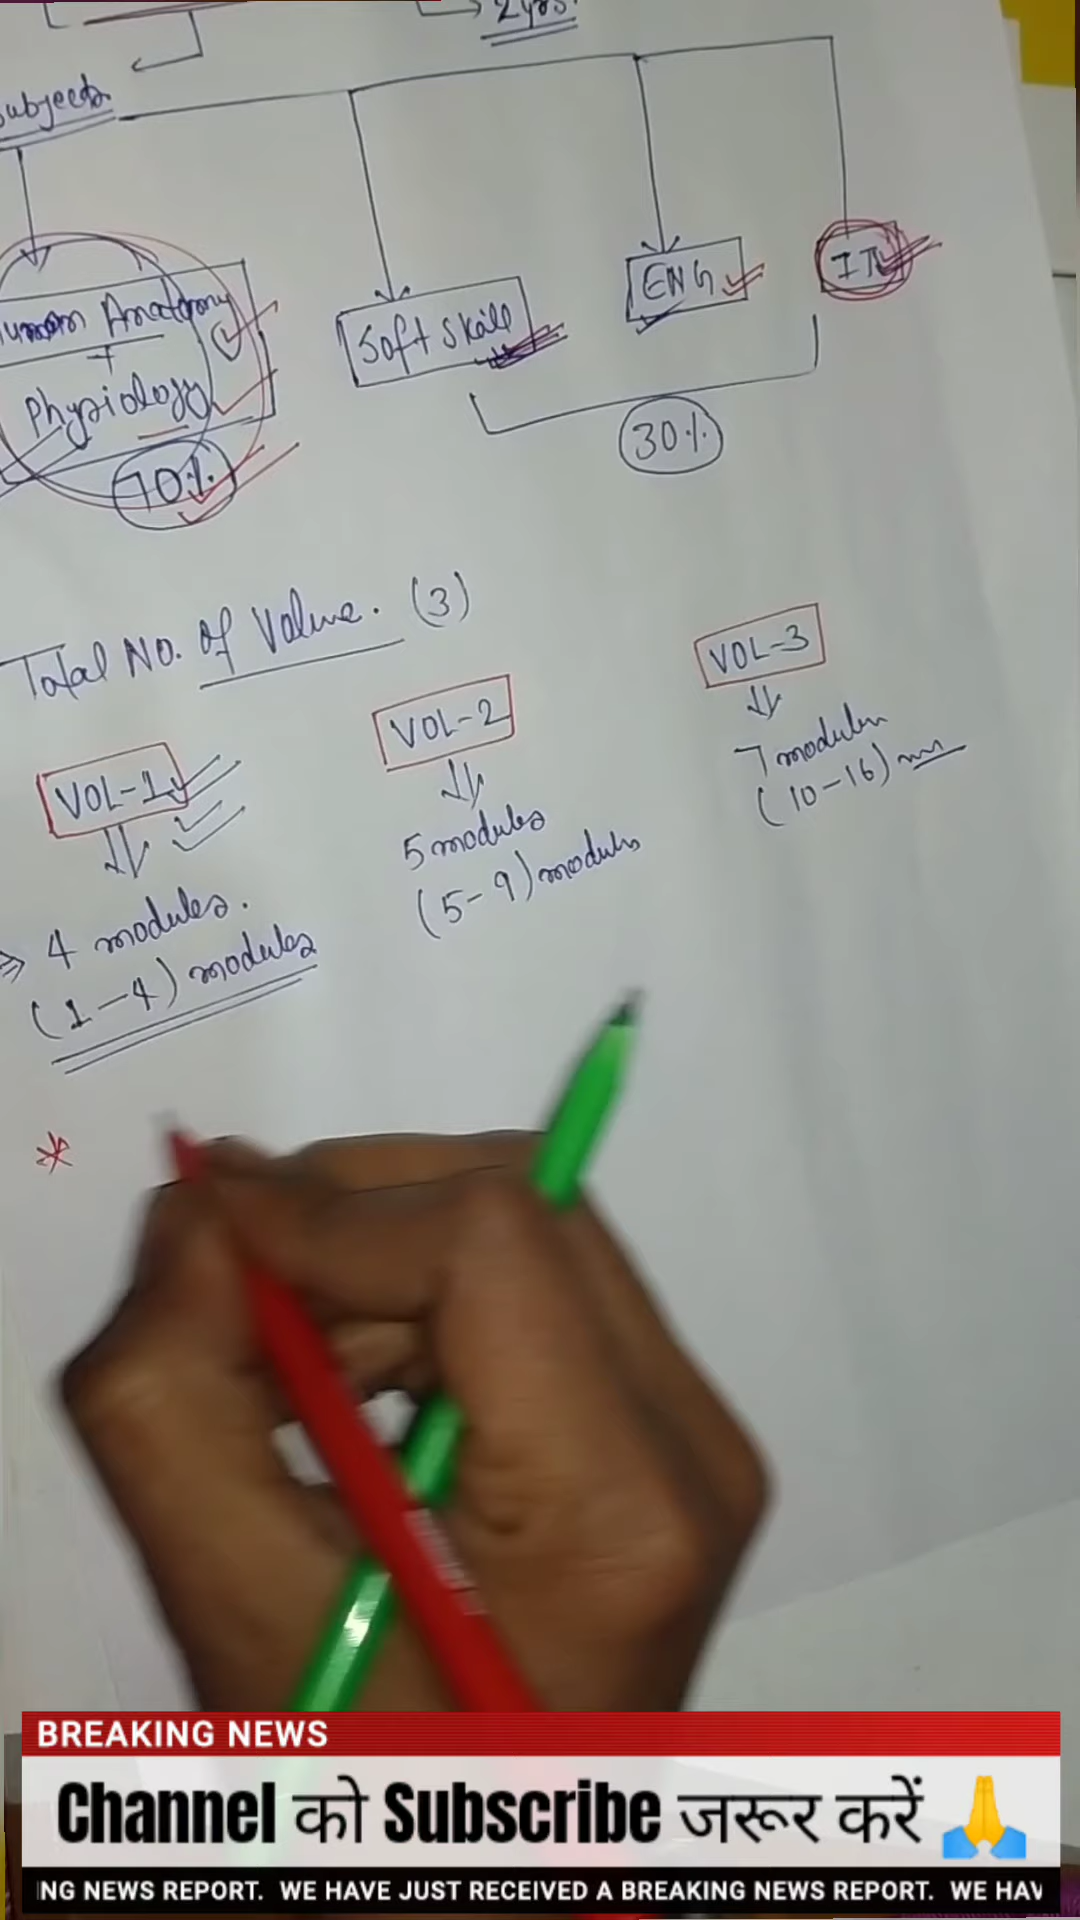 2yrs.
Subjects
Human Anatomy
+
Physiology
70%
Soft Skill
ENG
IT
30%
Total No. of Volume. (3)
VOL-1
4 modules.
(1-4) modules
VOL-2
5 modules
(5-9) modules
VOL-3
7 modules
(10-16)
*
BREAKING NEWS
Channel को Subscribe जरूर करें 🙏
NG NEWS REPORT. WE HAVE JUST RECEIVED A BREAKING NEWS REPORT. WE HAV